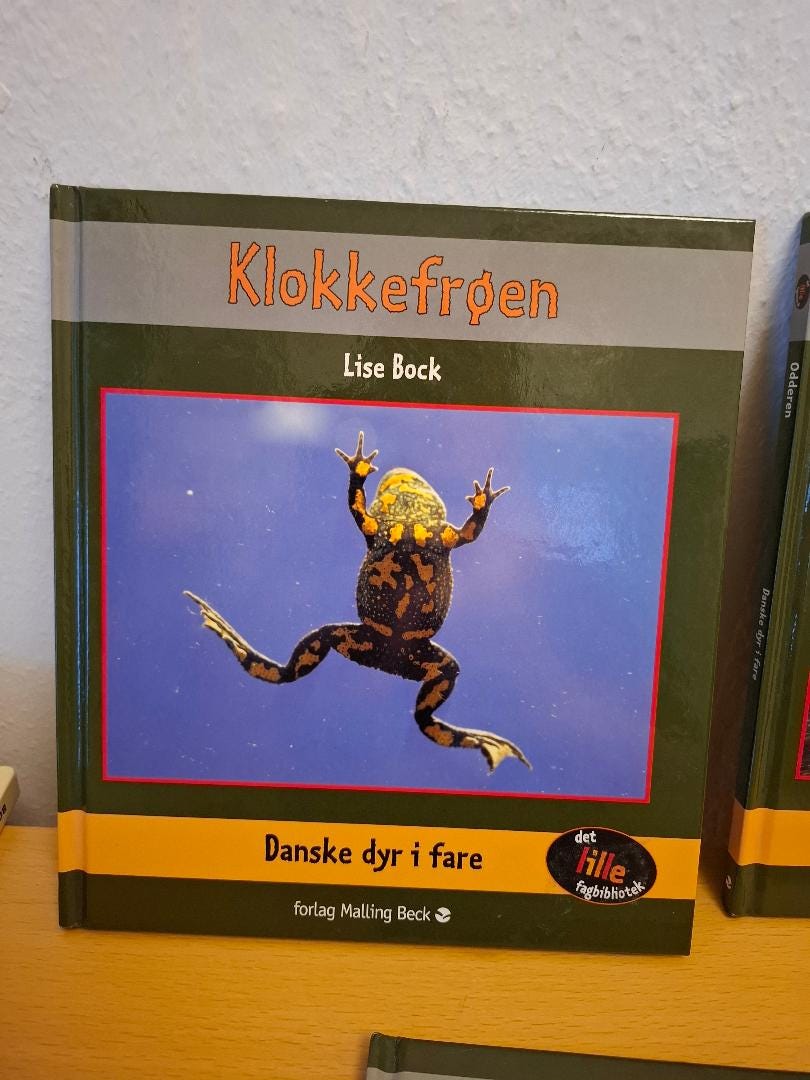 Klokkefrøen
Lise Bock
Danske dyr i fare
det
lille
fagbibliotek
forlag Malling Beck
Odderen
Danske dyr i fare